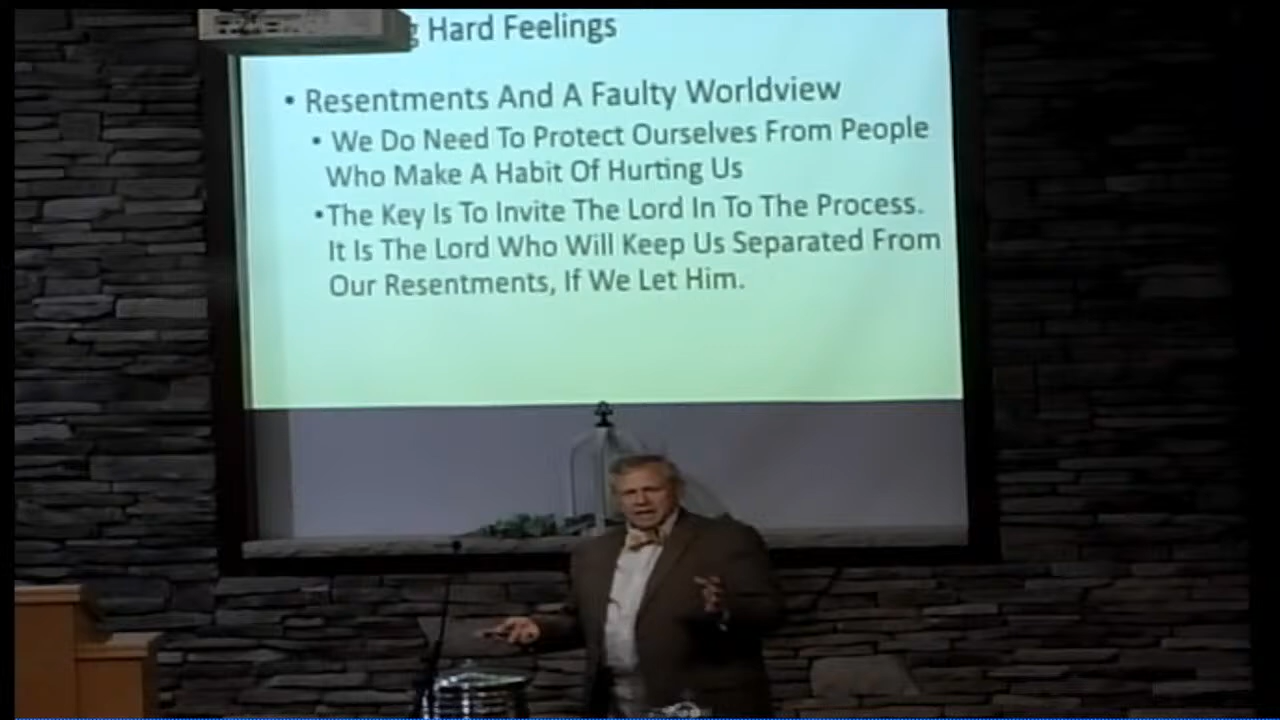 Hard Feelings
• Resentments And A Faulty Worldview
• We Do Need To Protect Ourselves From People
Who Make A Habit Of Hurting Us
•The Key Is To Invite The Lord In To The Process.
It Is The Lord Who Will Keep Us Separated From
Our Resentments, If We Let Him.